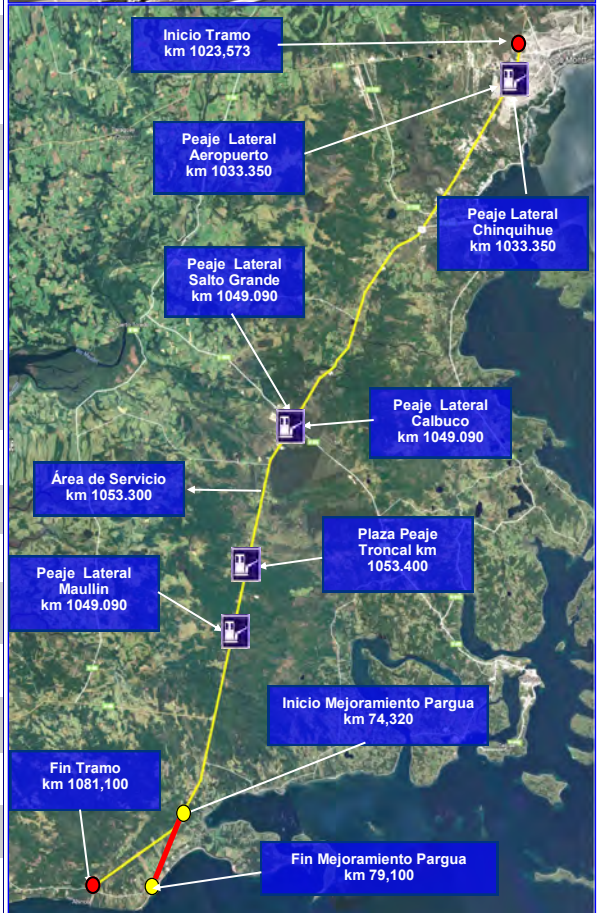 Inicio Tramo
km 1023,573
Peaje Lateral
Aeropuerto
km 1033.350
Peaje Lateral
Chinquihue
km 1033.350
Peaje Lateral
Salto Grande
km 1049.090
Peaje Lateral
Calbuco
km 1049.090
Área de Servicio
km 1053.300
Plaza Peaje
Troncal km
1053.400
Peaje Lateral
Maullin
km 1049.090
Inicio Mejoramiento Pargua
km 74,320
Fin Tramo
km 1081,100
Fin Mejoramiento Pargua
km 79,100